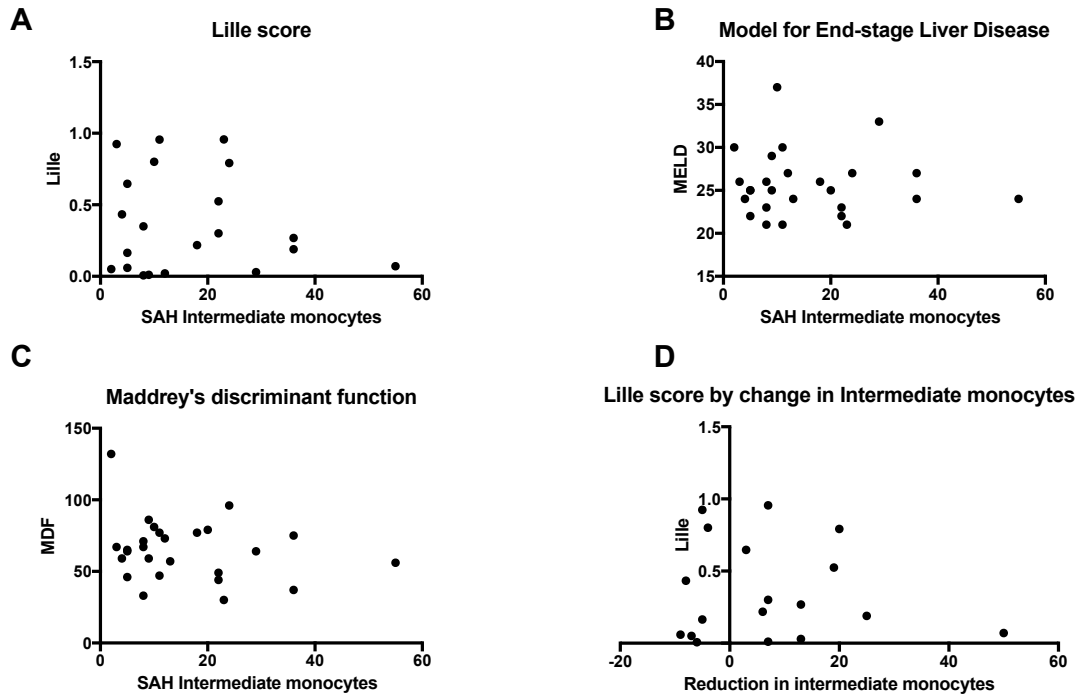 A
Lille score
1.5
1.0
0.5
0.0
Lille
0
20
40
60
SAH Intermediate monocytes
B
Model for End-stage Liver Disease
40
35
30
25
20
15
MELD
0
20
40
60
SAH Intermediate monocytes
C
Maddrey's discriminant function
150
100
50
0
MDF
0
20
40
60
SAH Intermediate monocytes
D
Lille score by change in Intermediate monocytes
1.5
1.0
0.5
Lille
-20
0
20
40
60
Reduction in intermediate monocytes